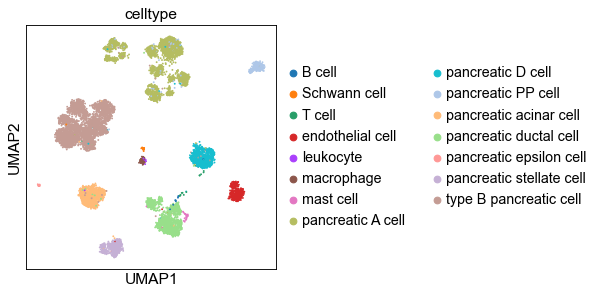 celltype
UMAP2
UMAP1
B cell
Schwann cell
T cell
endothelial cell
leukocyte
macrophage
mast cell
pancreatic A cell
pancreatic D cell
pancreatic PP cell
pancreatic acinar cell
pancreatic ductal cell
pancreatic epsilon cell
pancreatic stellate cell
type B pancreatic cell